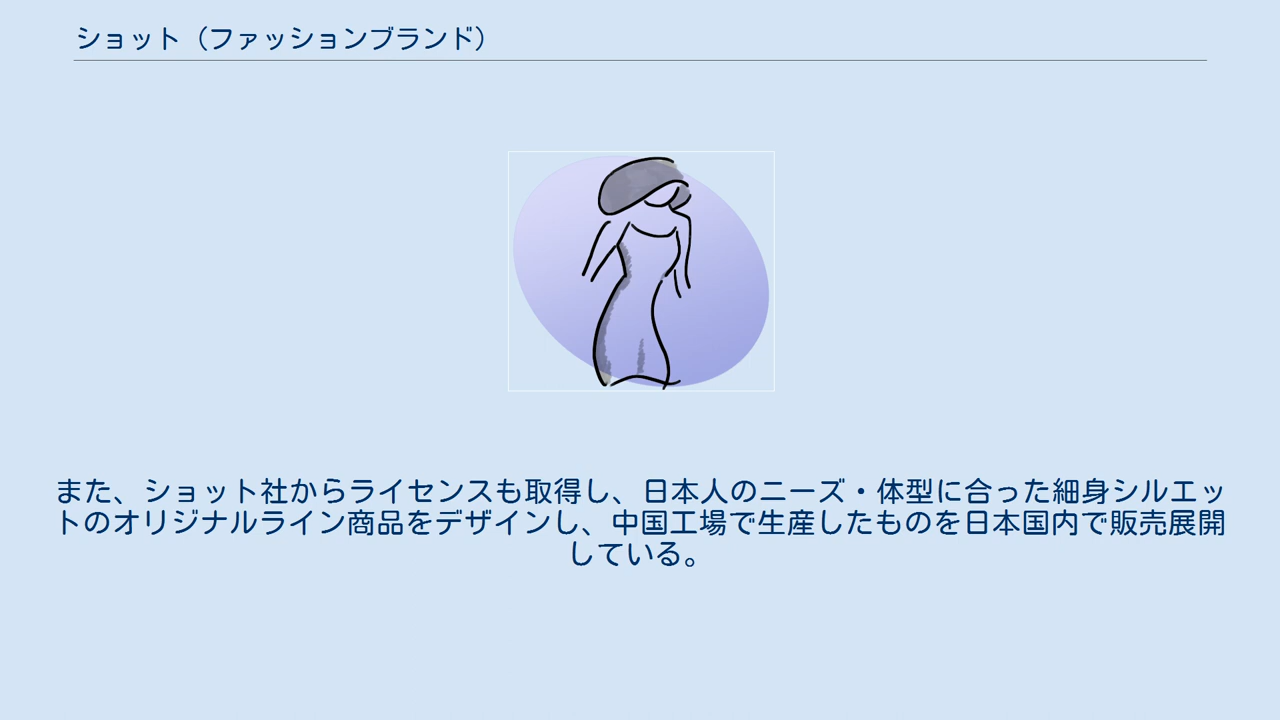 ショット（ファッションブランド）
また、ショット社からライセンスも取得し、日本人のニーズ・体型に合った細身シルエッ
トのオリジナルライン商品をデザインし、中国工場で生産したものを日本国内で販売展開
している。